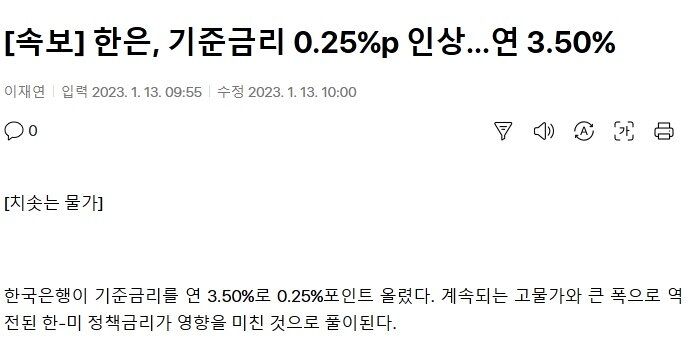 [속보] 한은, 기준금리 0.25%p 인상…연 3.50%
이재연 | 입력 2023. 1. 13. 09:55 | 수정 2023. 1. 13. 10:00
0
가
[치솟는 물가]
한국은행이 기준금리를 연 3.50%로 0.25%포인트 올렸다. 계속되는 고물가와 큰 폭으로 역
전된 한-미 정책금리가 영향을 미친 것으로 풀이된다.